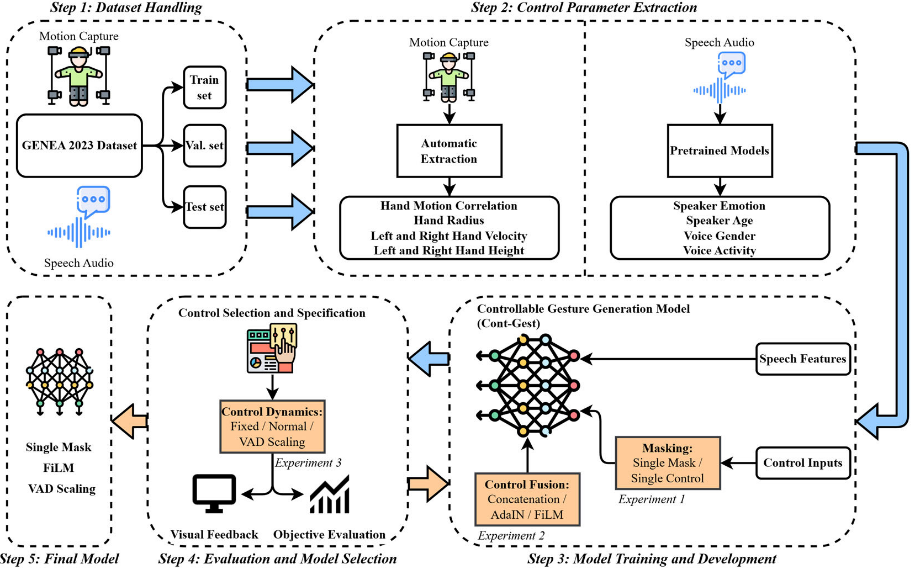 Step 1: Dataset Handling
Motion Capture
GENEA 2023 Dataset
Train
set
Val. set
Test set
Speech Audio
Step 2: Control Parameter Extraction
Motion Capture
Automatic
Extraction
Hand Motion Correlation
Hand Radius
Left and Right Hand Velocity
Left and Right Hand Height
Speech Audio
Pretrained Models
Speaker Emotion
Speaker Age
Voice Gender
Voice Activity
Controllable Gesture Generation Model
(Cont-Gest)
Speech Features
Control Inputs
Masking:
Single Mask /
Single Control
Experiment 1
Control Fusion:
Concatenation /
AdaIN / FiLM
Experiment 2
Step 3: Model Training and Development
Control Selection and Specification
Control Dynamics:
Fixed / Normal /
VAD Scaling
Experiment 3
Visual Feedback
Objective Evaluation
Step 4: Evaluation and Model Selection
Single Mask
FiLM
VAD Scaling
Step 5: Final Model